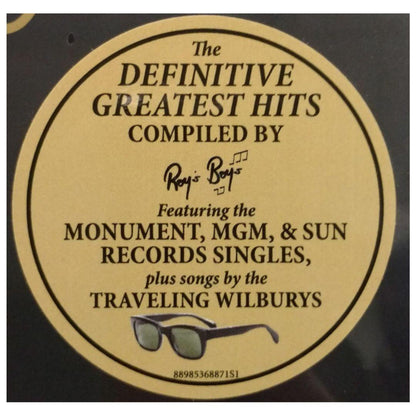 The
DEFINITIVE
GREATEST HITS
COMPILED BY
Roy's Boys
Featuring the
MONUMENT, MGM, & SUN
RECORDS SINGLES,
plus songs by the
TRAVELING WILBURYS
88985368871S1